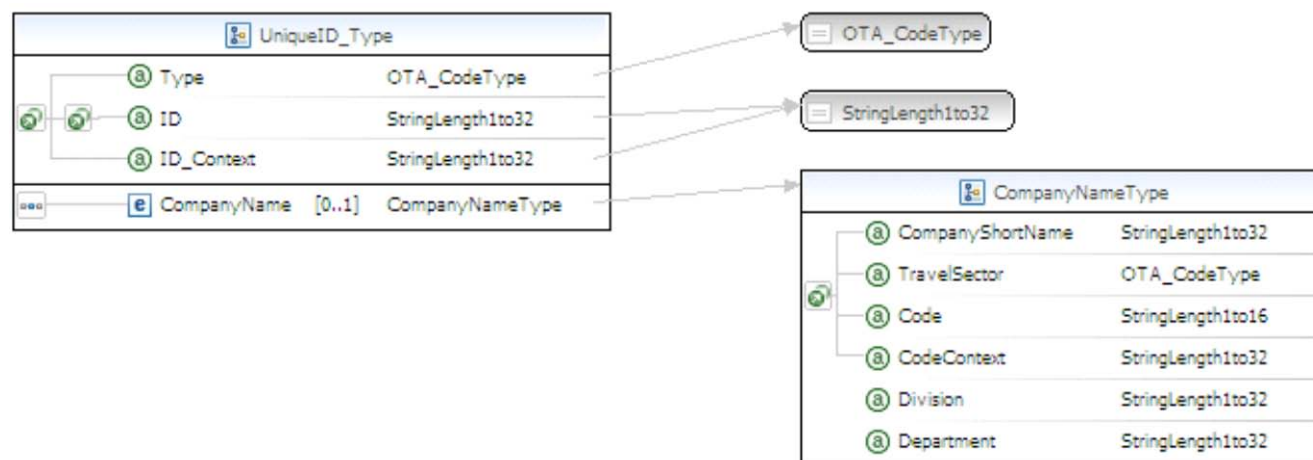 UniqueID_Type
Type OTA_CodeType
ID StringLength1to32
ID_Context StringLength1to32
CompanyName [0..1] CompanyNameType
OTA_CodeType
StringLength1to32
CompanyNameType
CompanyShortName StringLength1to32
TravelSector OTA_CodeType
Code StringLength1to16
CodeContext StringLength1to32
Division StringLength1to32
Department StringLength1to32